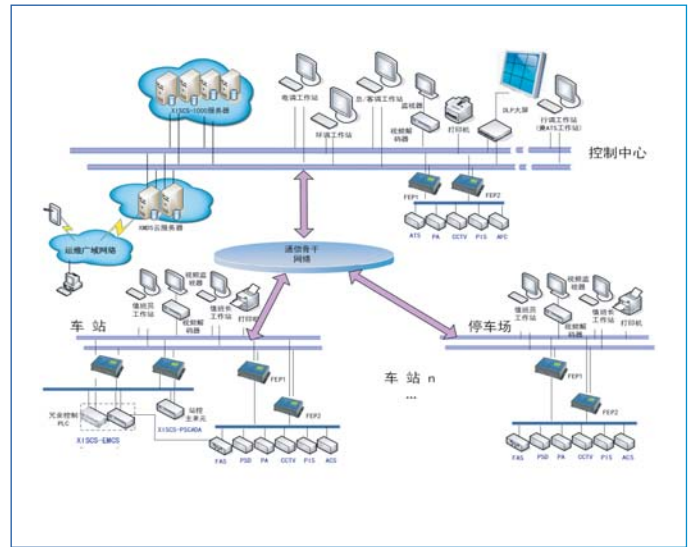 XISCS-1000服务器
电调工作站
环调工作站
总/客调工作站
监视器
视频解
码器
打印机
DLP大屏
行调工作站
(兼ATS工作站)
控制中心
FEP1
FEP2
ATS
PA
CCTV
PIS
AFC
XMDS云服务器
运维广域网络
通信骨干
网络
车 站
值班员
工作站
视频监
视器
视频解
码器
值班长
工作站
打印机
FEP1
FEP2
冗余控制
PLC
XISCS-EMCS
站控
主单元
XISCS-PSCADA
FAS
PSD
PA
CCTV
PIS
ACS
车 站 n
...
停车场
值班员
工作站
视频监
视器
视频解
码器
值班长
工作站
打印机
FEP1
FEP2
FAS
PSD
PA
CCTV
PIS
ACS